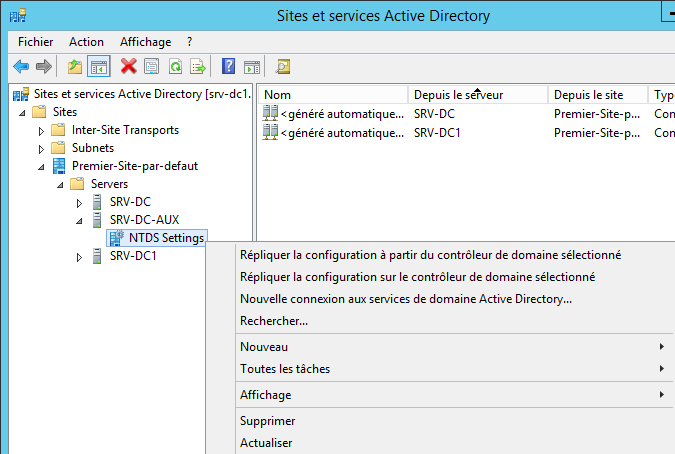 Sites et services Active Directory
Fichier Action Affichage ?
Sites et services Active Directory [srv-dc1.
Sites
Inter-Site Transports
Subnets
Premier-Site-par-defaut
Servers
SRV-DC
SRV-DC-AUX
NTDS Settings
SRV-DC1
Nom Depuis le serveur Depuis le site Type
<généré automatique... SRV-DC Premier-Site-p... Con
<généré automatique... SRV-DC1 Premier-Site-p... Con
Répliquer la configuration à partir du contrôleur de domaine sélectionné
Répliquer la configuration sur le contrôleur de domaine sélectionné
Nouvelle connexion aux services de domaine Active Directory...
Rechercher...
Nouveau
Toutes les tâches
Affichage
Supprimer
Actualiser